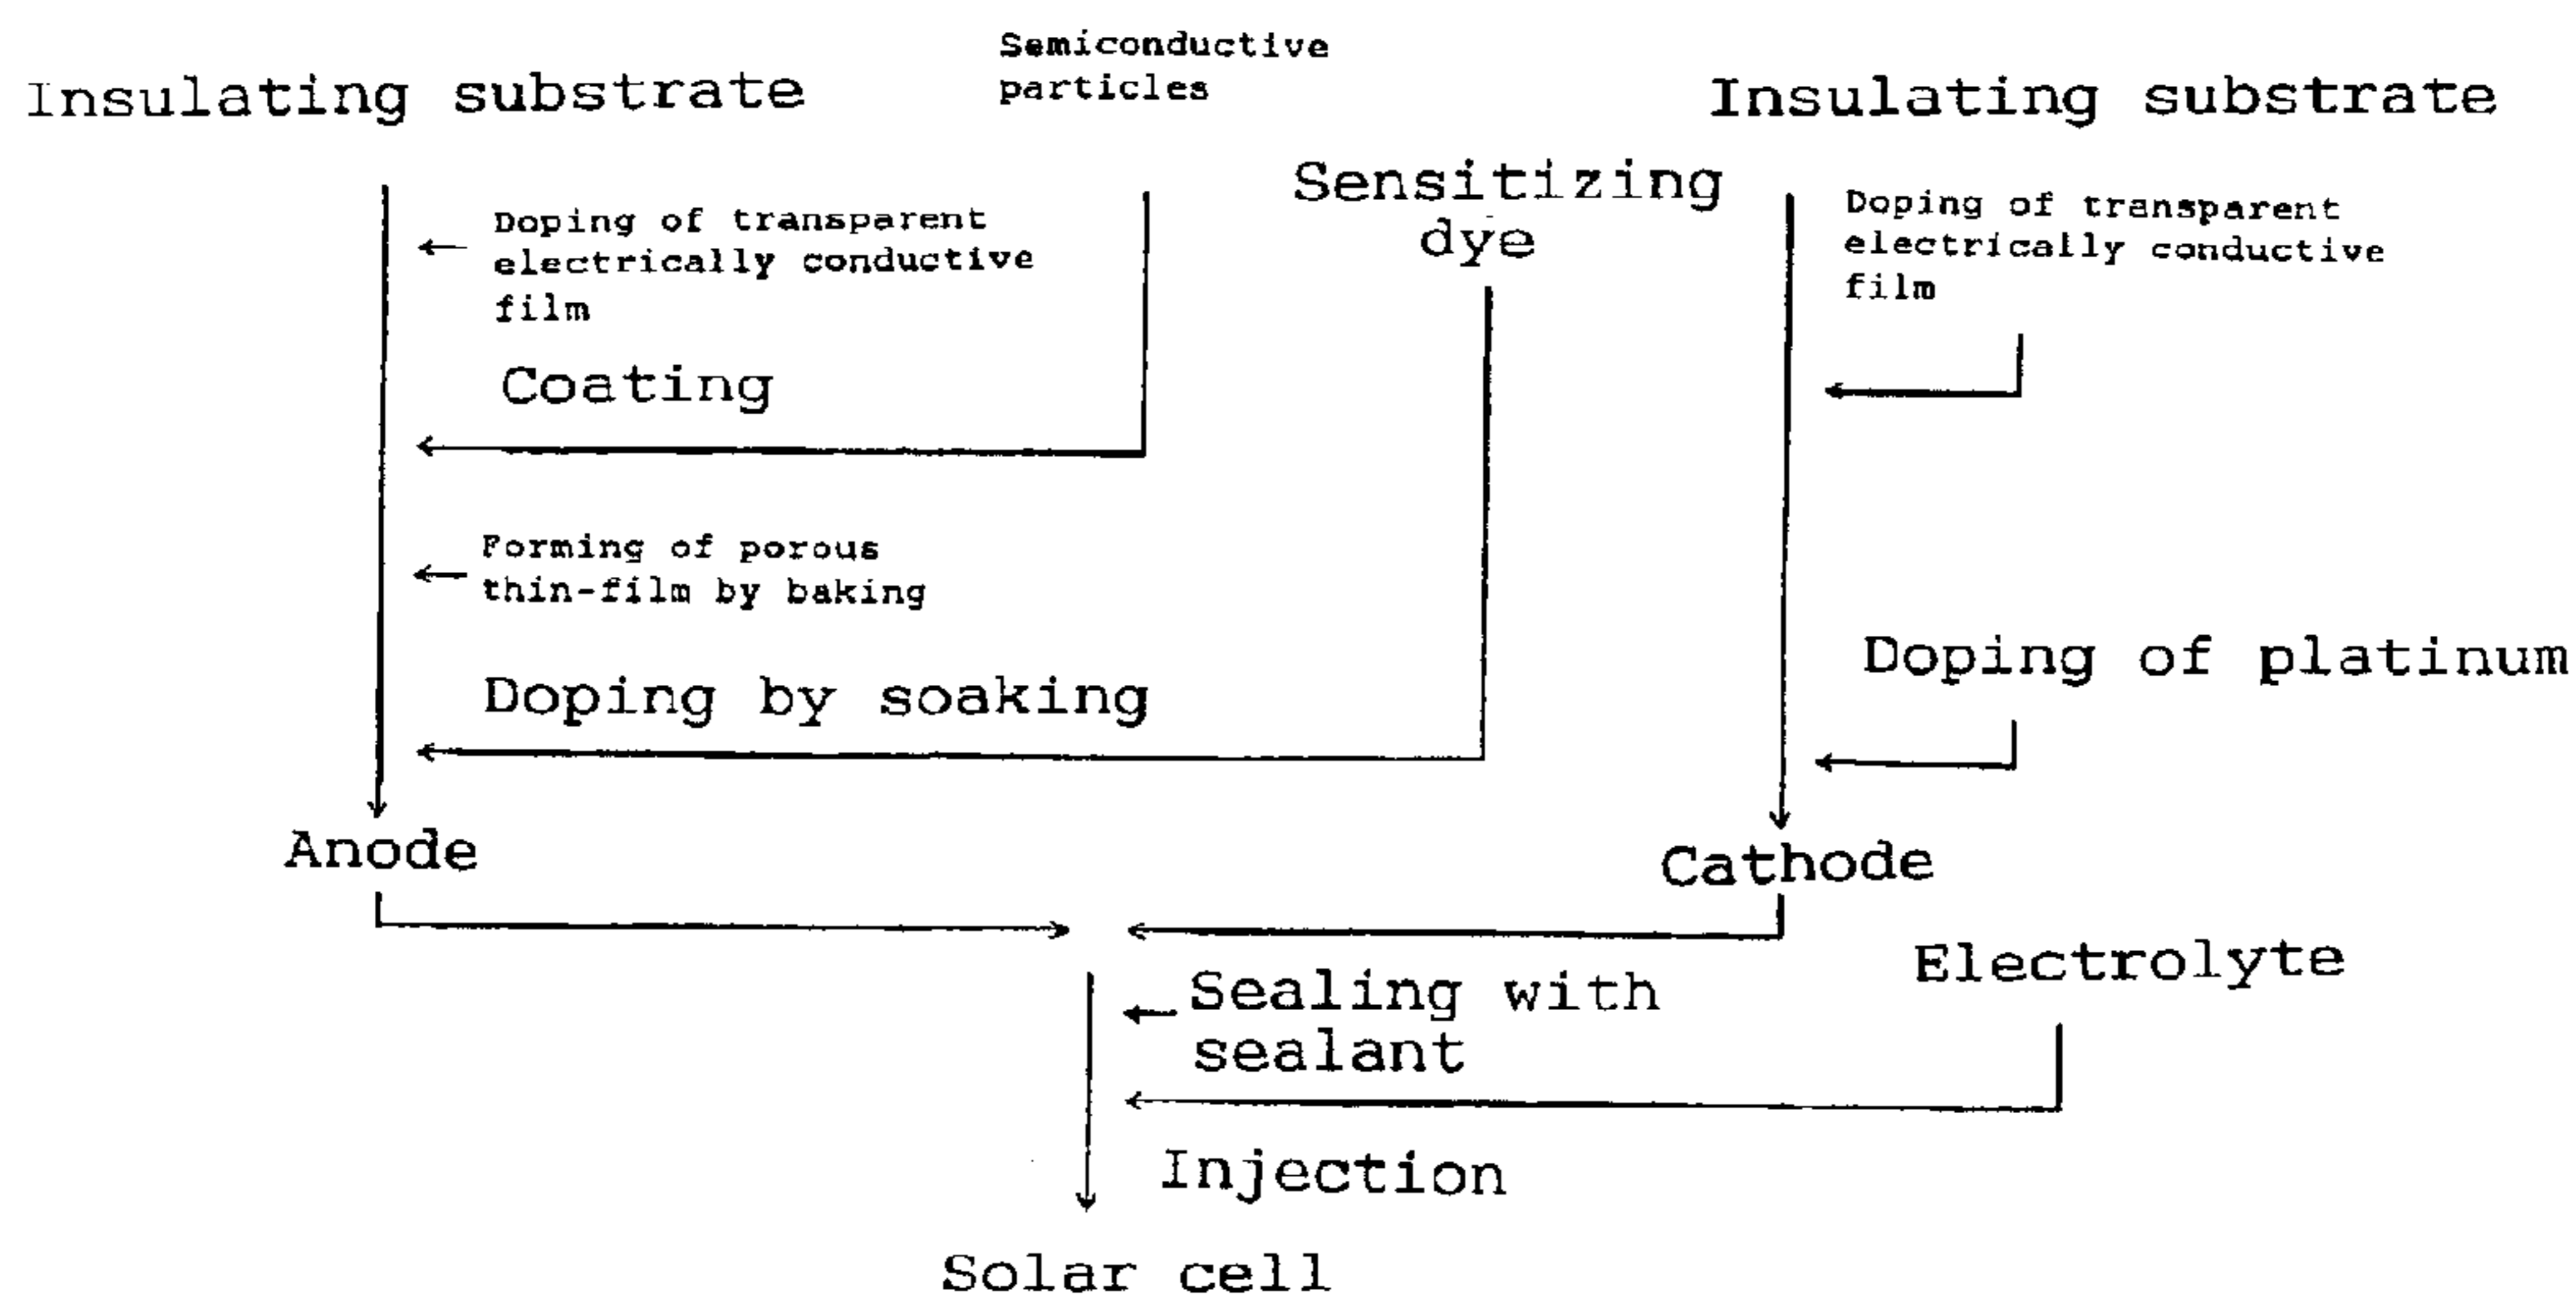 Insulating substrate
Semiconductive
particles
Insulating substrate
Sensitizing
dye
Doping of transparent
electrically conductive
film
Doping of transparent
electrically conductive
film
Coating
Forming of porous
thin-film by baking
Doping by soaking
Doping of platinum
Anode
Cathode
Electrolyte
Sealing with
sealant
Injection
Solar cell